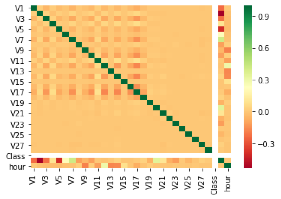 V1
V3
V5
V7
V9
V11
V13
V15
V17
V19
V21
V23
V25
V27
Class
hour
V1 V3 V5 V7 V9 V11 V13 V15 V17 V19 V21 V23 V25 V27 Class hour
0.9
0.6
0.3
0.0
−0.3